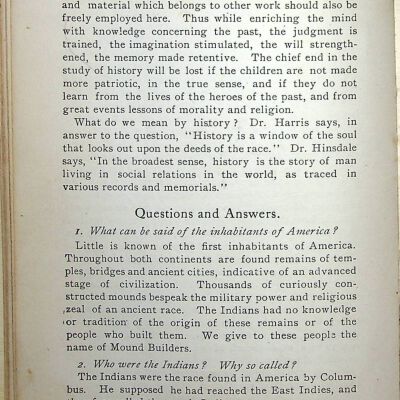 and material which belongs to other work should also be
freely employed here. Thus while enriching the mind
with knowledge concerning the past, the judgment is
trained, the imagination stimulated, the will strength-
ened, the memory made retentive. The chief end in the
study of history will be lost if the children are not made
more patriotic, in the true sense, and if they do not
learn from the lives of the heroes of the past, and from
great events lessons of morality and religion.
What do we mean by history? Dr. Harris says, in
answer to the question, "History is a window of the soul
that looks out upon the deeds of the race." Dr. Hinsdale
says, "In the broadest sense, history is the story of man
living in social relations in the world, as traced in
various records and memorials."
Questions and Answers.
1. What can be said of the inhabitants of America?
Little is known of the first inhabitants of America.
Throughout both continents are found remains of tem-
ples, bridges and ancient cities, indicative of an advanced
stage of civilization. Thousands of curiously con-
structed mounds bespeak the military power and religious
zeal of an ancient race. The Indians had no knowledge
or tradition of the origin of these remains or of the
people who built them. We give to these people the
name of Mound Builders.
2. Who were the Indians? Why so called?
The Indians were the race found in America by Colum-
bus. He supposed he had reached the East Indies, and